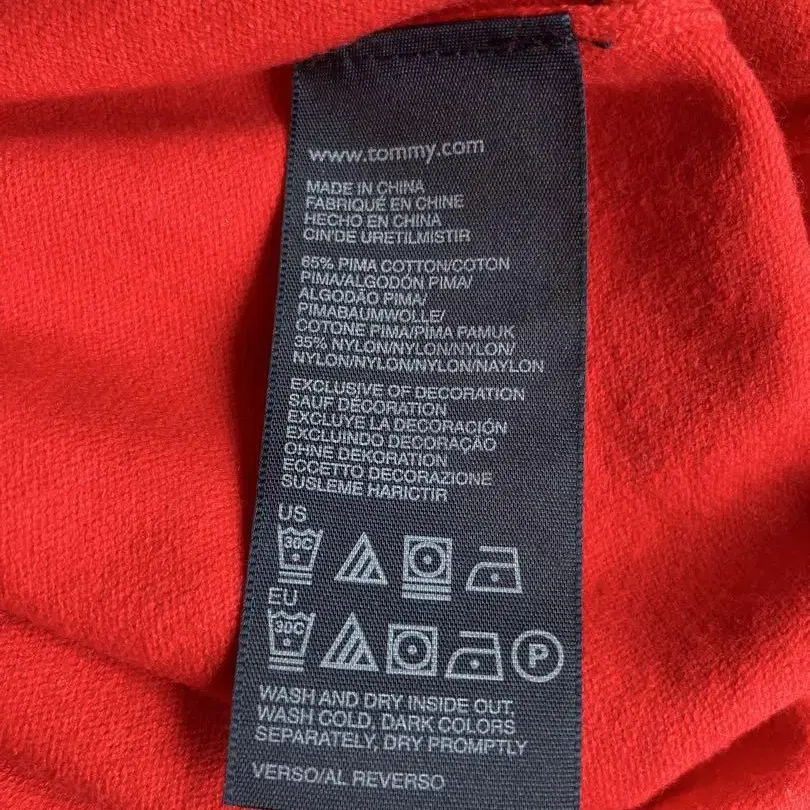 www.tommy.com
MADE IN CHINA
FABRIQUÉ EN CHINE
HECHO EN CHINA
CIN'DE URETILMISTIR
65% PIMA COTTON/COTON
PIMA/ALGODÓN PIMA/
ALGODÃO PIMA/
PIMABAUMWOLLE/
COTONE PIMA/PIMA PAMUK
35% NYLON/NYLON/NYLON/
NYLON/NYLON/NYLON/NAYLON
EXCLUSIVE OF DECORATION
SAUF DÉCORATION
EXCLUYE LA DECORACIÓN
EXCLUINDO DECORAÇÃO
OHNE DEKORATION
ECCETTO DECORAZIONE
SUSLEME HARICTIR
US
30C
EU
30C
P
WASH AND DRY INSIDE OUT.
WASH COLD, DARK COLORS
SEPARATELY, DRY PROMPTLY
VERSO/AL REVERSO